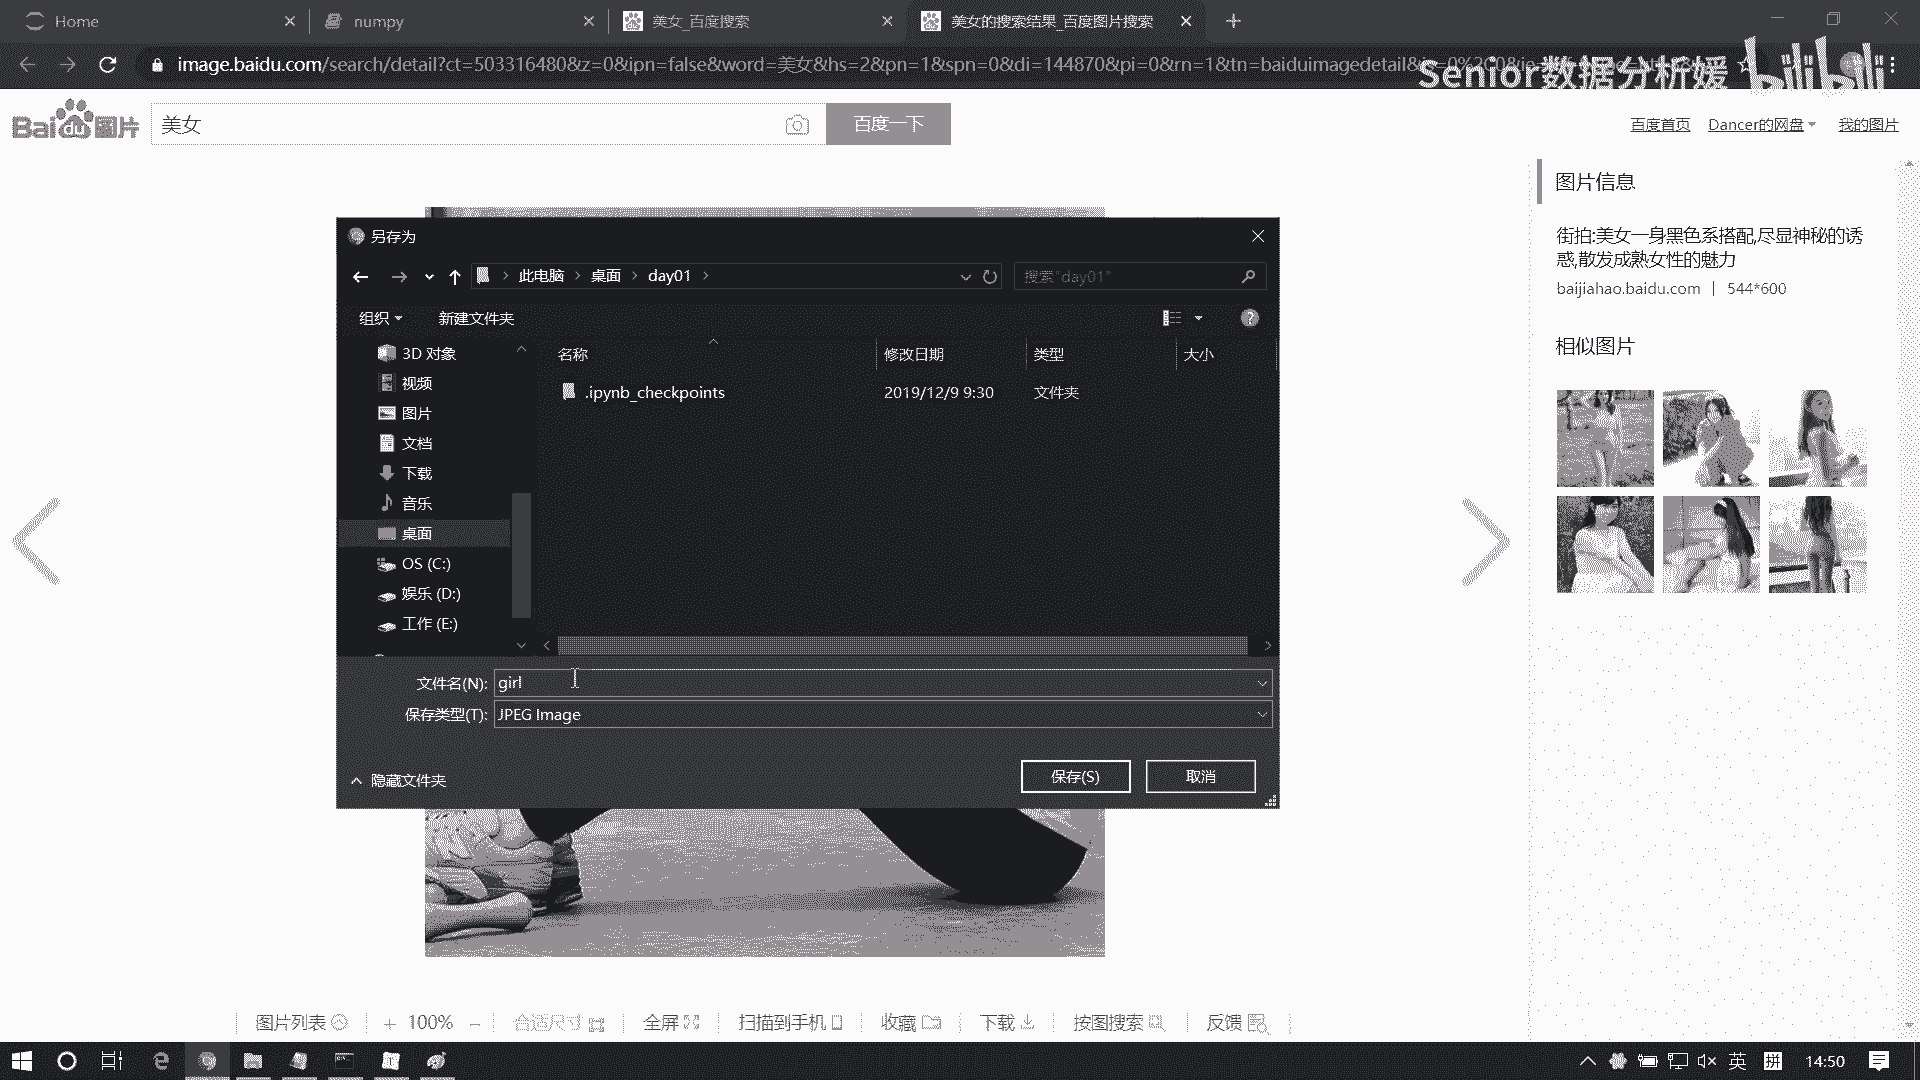 Home
numpy
美女_百度搜索
美女的搜索结果_百度图片搜索
image.baidu.com/search/detail?ct=503316480&z=0&ipn=false&word=美女&hs=2&pn=1&spn=0&di=144870&pi=0&rn=1&tn=baiduimagedetail&
Senior数据分析媛 bilibili
Bai du 图片
美女
百度一下
百度首页
Dancer的网盘
我的图片
图片信息
街拍:美女一身黑色系搭配,尽显神秘的诱
惑,散发成熟女性的魅力
baijiahao.baidu.com | 544*600
相似图片
另存为
此电脑 > 桌面 > day01 >
搜索"day01"
组织
新建文件夹
3D 对象
视频
图片
文档
下载
音乐
桌面
OS (C:)
娱乐 (D:)
工作 (E:)
名称 修改日期 类型 大小
.ipynb_checkpoints 2019/12/9 9:30 文件夹
文件名(N): girl
保存类型(T): JPEG Image
隐藏文件夹
保存(S)
取消
图片列表
+ 100% −
合适尺寸
全屏
扫描到手机
收藏
下载
按图搜索
反馈
英
拼
14:50